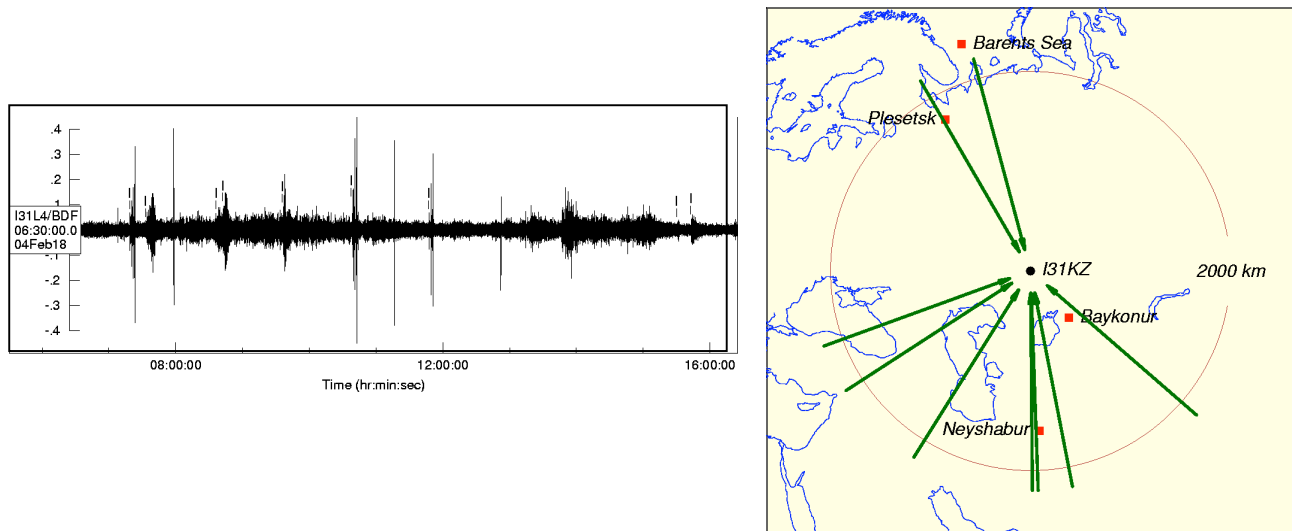 .4
.3
.2
.1
I31L4/BDF
06:30:00.0
04Feb18
-.1
-.2
-.3
-.4
08:00:00
12:00:00
16:00:00
Time (hr:min:sec)
Barents Sea
Plesetsk
I31KZ
2000 km
Baykonur
Neyshabur